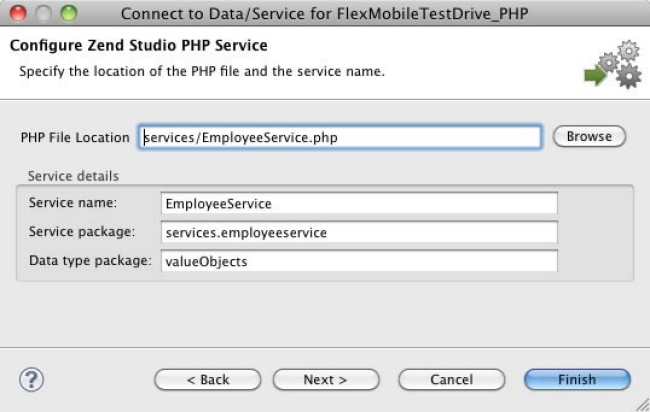 Connect to Data/Service for FlexMobileTestDrive_PHP
Configure Zend Studio PHP Service
Specify the location of the PHP file and the service name.
PHP File Location services/EmployeeService.php Browse
Service details
Service name: EmployeeService
Service package: services.employeeservice
Data type package: valueObjects
? < Back Next > Cancel Finish